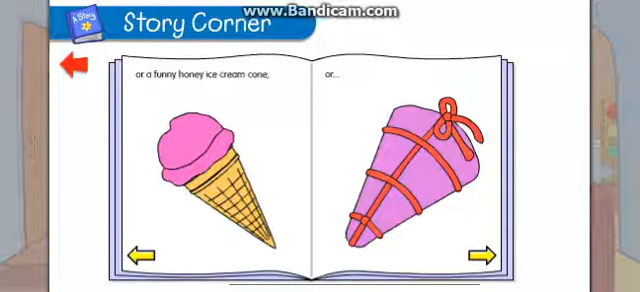 www.Bandicam.com
A Story
Story Corner
or a funny honey ice cream cone,
or...